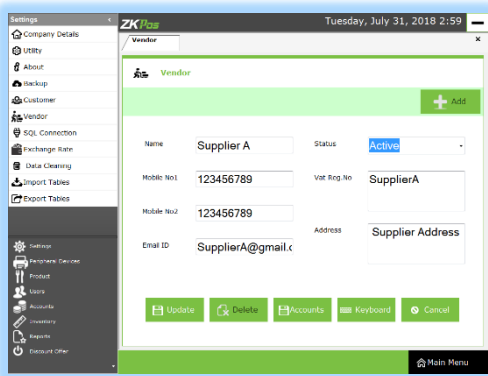 Settings
Company Details
Utility
About
Backup
Customer
Vendor
SQL Connection
Exchange Rate
Data Cleaning
Import Tables
Export Tables
Settings
Peripheral Devices
Product
Users
Accounts
Inventory
Reports
Discount Offer
ZKPos
Tuesday, July 31, 2018 2:59
Vendor
x
Vendor
Add
Name
Supplier A
Status
Active
Mobile No1
123456789
Vat Reg.No
SupplierA
Mobile No2
123456789
Address
Supplier Address
Email ID
SupplierA@gmail.c
Update
Delete
Accounts
Keyboard
Cancel
Main Menu